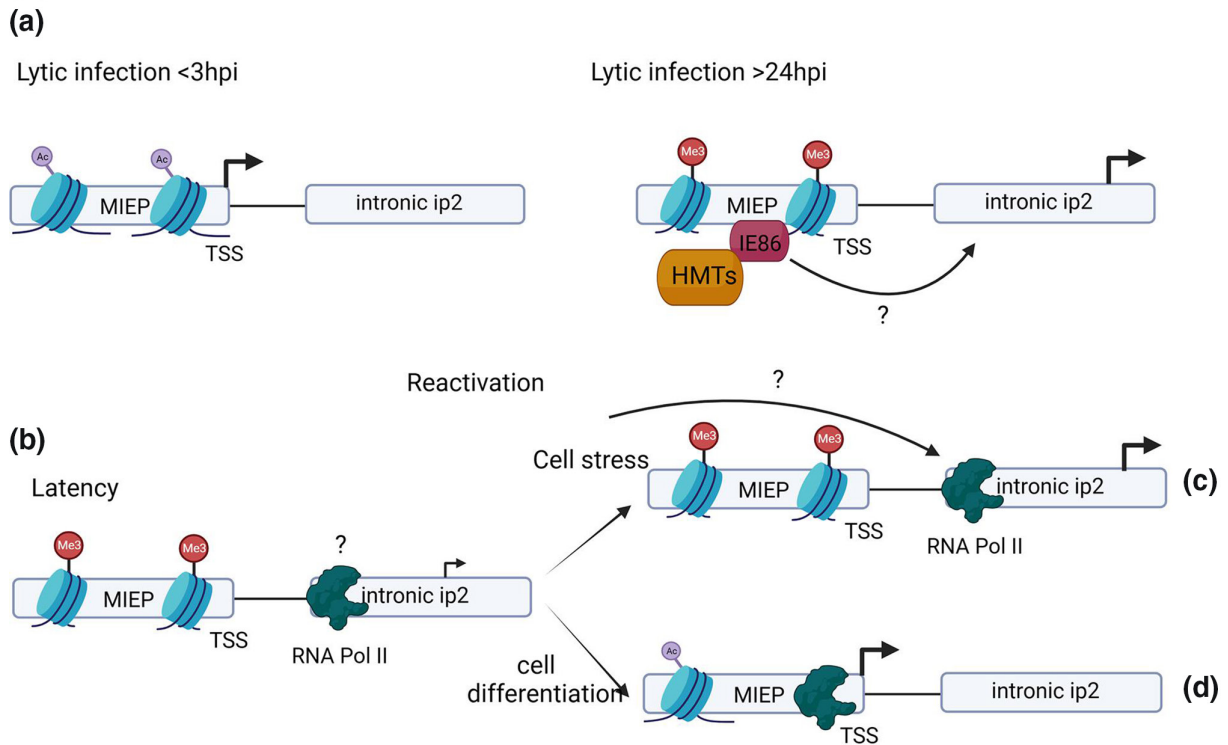 (a)
Lytic infection <3hpi
Lytic infection >24hpi
Ac
Ac
MIEP
TSS
intronic ip2
Me3
Me3
MIEP
IE86
TSS
HMTs
intronic ip2
?
Reactivation
?
(b)
Latency
Me3
Me3
MIEP
TSS
?
RNA Pol II
intronic ip2
Cell stress
Me3
Me3
MIEP
TSS
RNA Pol II
intronic ip2
(c)
cell
differentiation
Ac
MIEP
TSS
intronic ip2
(d)